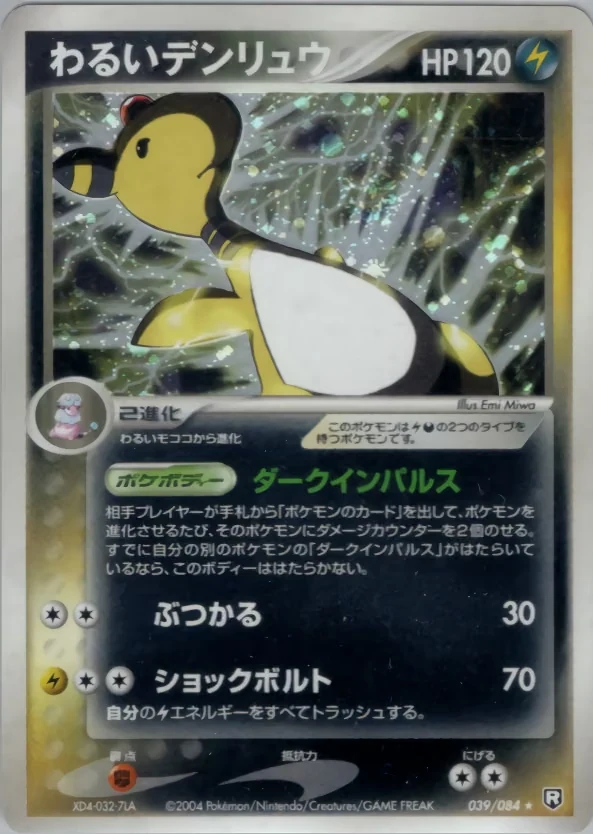 わるいデンリュウ HP120
Illus. Emi Miwa
2進化
わるいモココから進化
このポケモンは の2つのタイプを
持つポケモンです。
ポケボディー ダークインパルス
相手プレイヤーが手札から「ポケモンのカード」を出して、ポケモンを
進化させるたび、そのポケモンにダメージカウンターを2個のせる。
すでに自分の別のポケモンの「ダークインパルス」がはたらいて
いるなら、このボディーははたらかない。
ぶつかる 30
ショックボルト 70
自分の エネルギーをすべてトラッシュする。
弱点 抵抗力 にげる
XD4-032-7LA ©2004 Pokémon/Nintendo/Creatures/GAME FREAK 039/084 ★ R